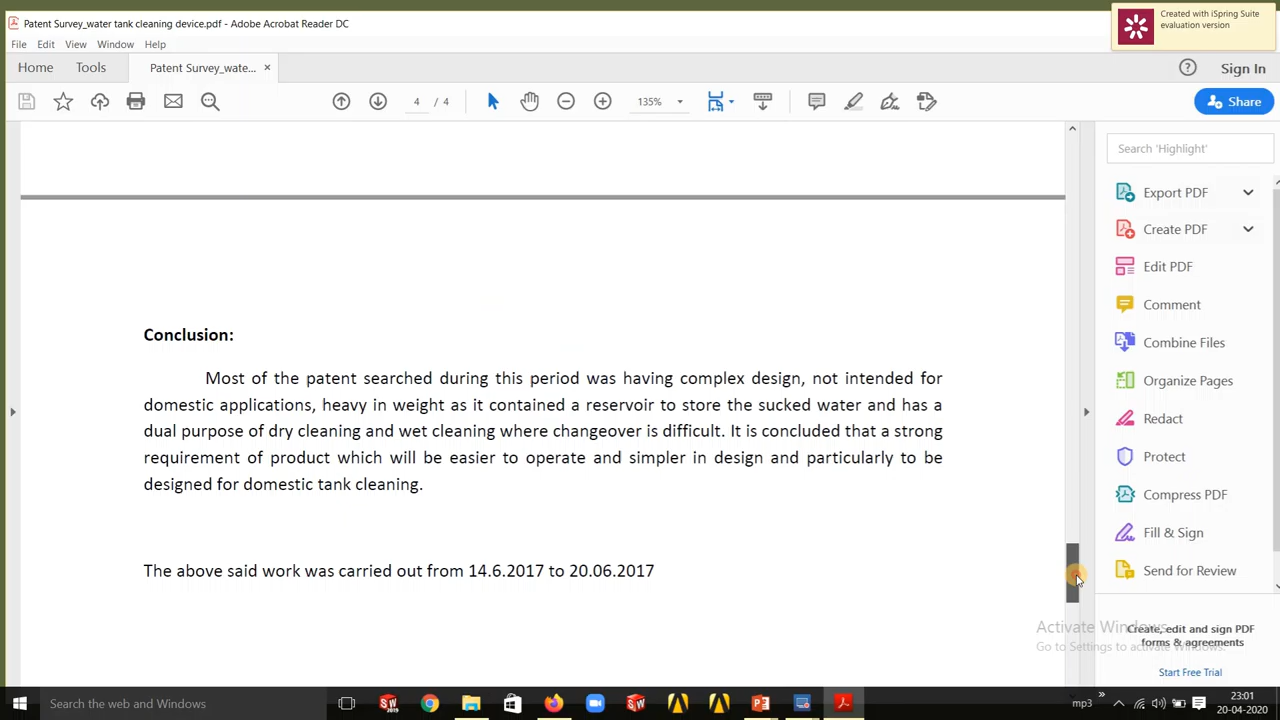 Patent Survey_water tank cleaning device.pdf - Adobe Acrobat Reader DC
Created with iSpring Suite
evaluation version
File Edit View Window Help
Home Tools Patent Survey_wate... × Sign In
4 / 4 135% Share
Search 'Highlight'
Export PDF
Create PDF
Edit PDF
Comment
Combine Files
Organize Pages
Redact
Protect
Compress PDF
Fill & Sign
Send for Review
Conclusion:
Most of the patent searched during this period was having complex design, not intended for
domestic applications, heavy in weight as it contained a reservoir to store the sucked water and has a
dual purpose of dry cleaning and wet cleaning where changeover is difficult. It is concluded that a strong
requirement of product which will be easier to operate and simpler in design and particularly to be
designed for domestic tank cleaning.
The above said work was carried out from 14.6.2017 to 20.06.2017
Activate Windows
Go to Settings to activate Windows.
Create, edit and sign PDF
forms & agreements
Start Free Trial
Search the web and Windows
mp3
23:01
20-04-2020